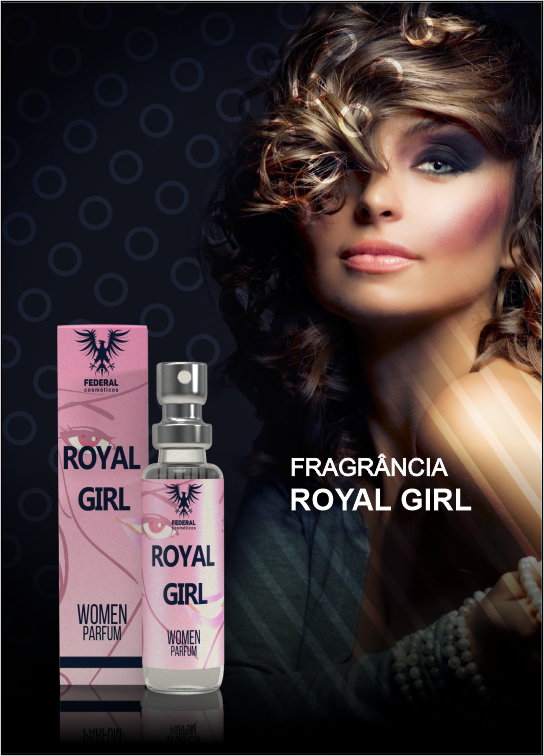 FEDERAL
cosméticos
ROYAL
GIRL
WOMEN
PARFUM
FEDERAL
cosméticos
ROYAL
GIRL
WOMEN
PARFUM
FRAGRÂNCIA
ROYAL GIRL